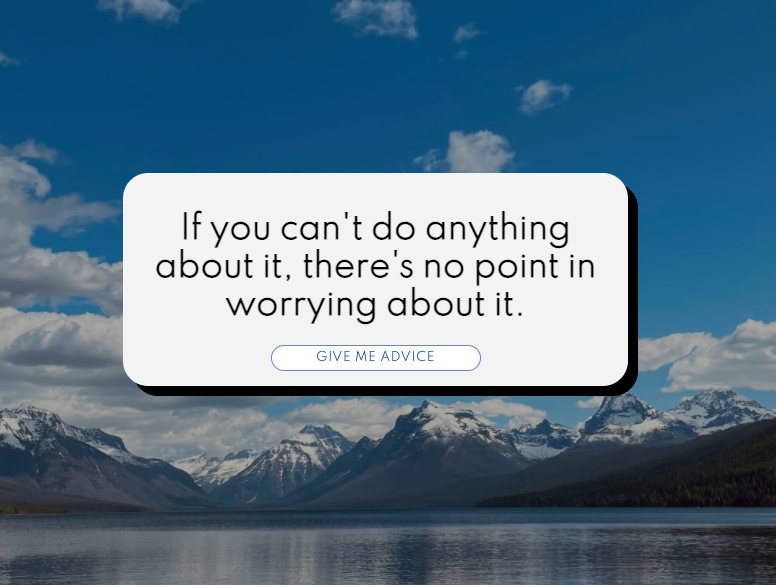 If you can't do anything
about it, there's no point in
worrying about it.
GIVE ME ADVICE